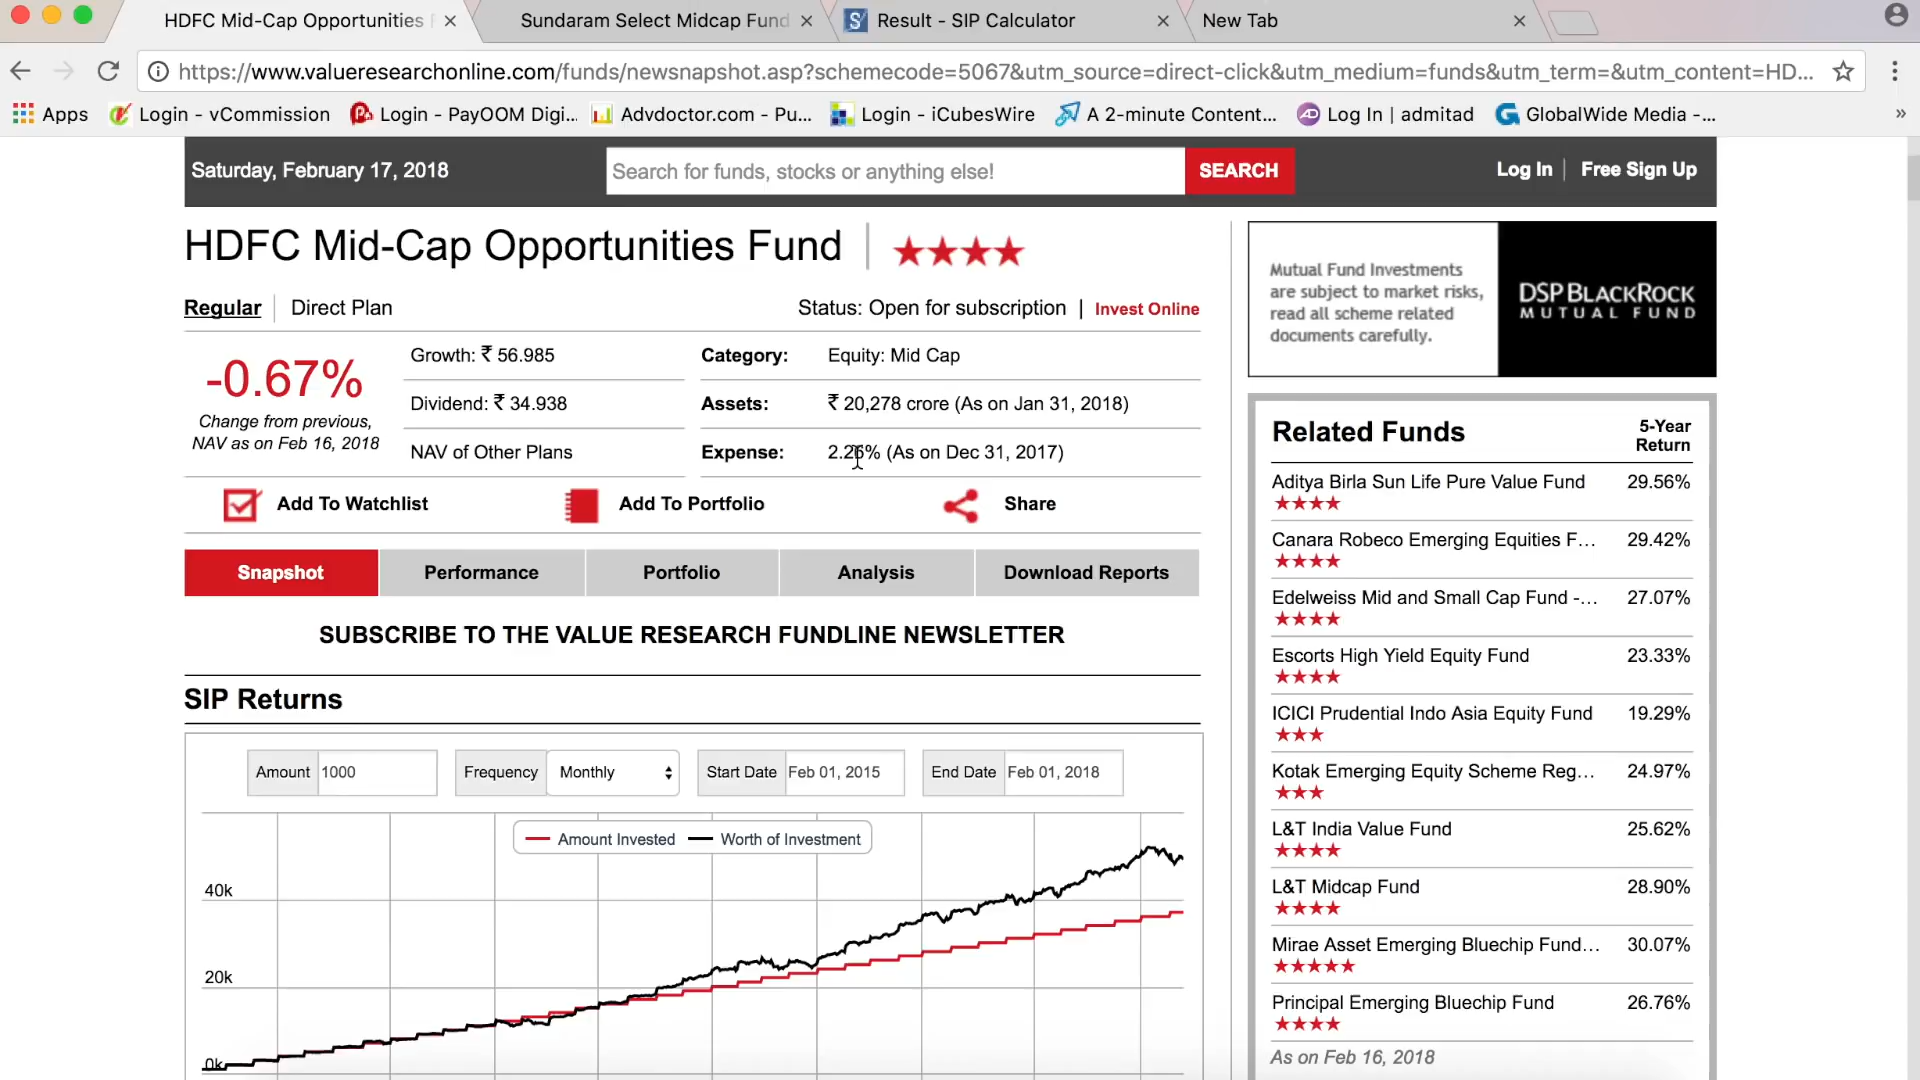 HDFC Mid-Cap Opportunities F
Sundaram Select Midcap Fund
Result - SIP Calculator
New Tab
https://www.valueresearchonline.com/funds/newsnapshot.asp?schemecode=5067&utm_source=direct-click&utm_medium=funds&utm_term=&utm_content=HD...
Apps
Login - vCommission
Login - PayOOM Digi...
Advdoctor.com - Pu...
Login - iCubesWire
A 2-minute Content...
Log In | admitad
GlobalWide Media -...
»
Saturday, February 17, 2018
Search for funds, stocks or anything else!
SEARCH
Log In | Free Sign Up
HDFC Mid-Cap Opportunities Fund | ★★★★
Regular | Direct Plan
Status: Open for subscription | Invest Online
-0.67%
Change from previous,
NAV as on Feb 16, 2018
Growth: ₹ 56.985
Dividend: ₹ 34.938
NAV of Other Plans
Category: Equity: Mid Cap
Assets: ₹ 20,278 crore (As on Jan 31, 2018)
Expense: 2.26% (As on Dec 31, 2017)
Add To Watchlist
Add To Portfolio
Share
Snapshot
Performance
Portfolio
Analysis
Download Reports
SUBSCRIBE TO THE VALUE RESEARCH FUNDLINE NEWSLETTER
SIP Returns
Amount 1000
Frequency Monthly
Start Date Feb 01, 2015
End Date Feb 01, 2018
Amount Invested
Worth of Investment
40k
20k
0k
Mutual Fund Investments
are subject to market risks,
read all scheme related
documents carefully.
DSP BLACKROCK
MUTUAL FUND
Related Funds
5-Year
Return
Aditya Birla Sun Life Pure Value Fund 29.56%
★★★★
Canara Robeco Emerging Equities F... 29.42%
★★★★
Edelweiss Mid and Small Cap Fund -... 27.07%
★★★★
Escorts High Yield Equity Fund 23.33%
★★★★
ICICI Prudential Indo Asia Equity Fund 19.29%
★★★
Kotak Emerging Equity Scheme Reg... 24.97%
★★★
L&T India Value Fund 25.62%
★★★★
L&T Midcap Fund 28.90%
★★★★
Mirae Asset Emerging Bluechip Fund... 30.07%
★★★★★
Principal Emerging Bluechip Fund 26.76%
★★★★
As on Feb 16, 2018